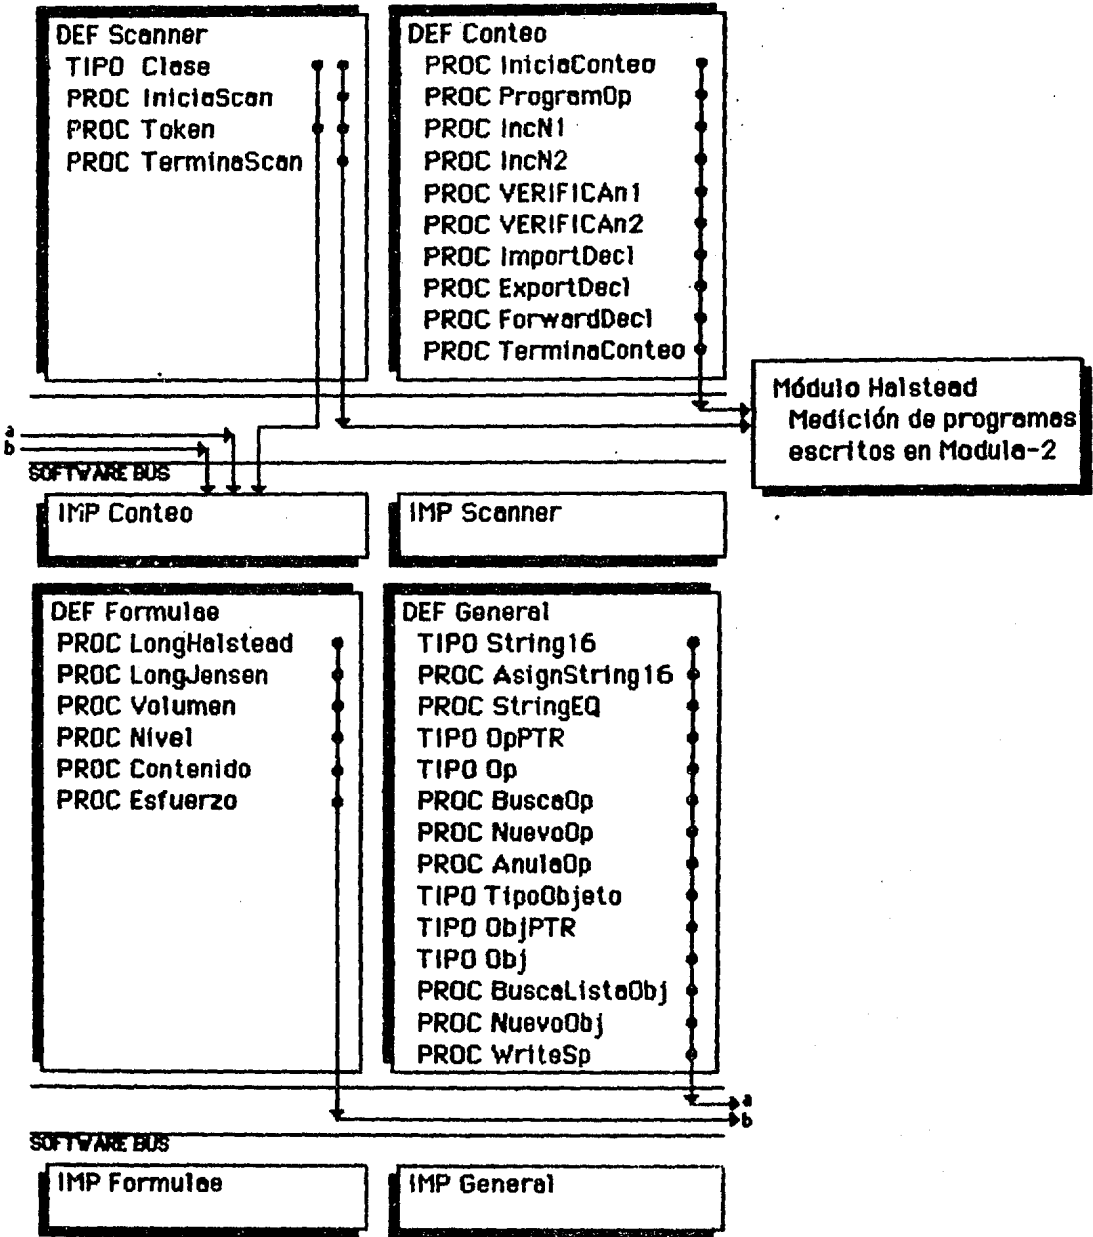 DEF Scanner
TIPO Clase
PROC IniciaScan
PROC Token
PROC TerminaScan
DEF Conteo
PROC IniciaConteo
PROC ProgramOp
PROC IncN1
PROC IncN2
PROC VERIFICAn1
PROC VERIFICAn2
PROC ImportDecl
PROC ExportDecl
PROC ForwardDecl
PROC TerminaConteo
Módulo Halstead
Medición de programas
escritos en Modula-2
a
b
SOFTWARE BUS
IMP Conteo
IMP Scanner
DEF Formulae
PROC LongHalstead
PROC LongJensen
PROC Volumen
PROC Nivel
PROC Contenido
PROC Esfuerzo
DEF General
TIPO String16
PROC AsignString16
PROC StringEQ
TIPO OpPTR
TIPO Op
PROC BuscaOp
PROC NuevoOp
PROC AnulaOp
TIPO TipoObjeto
TIPO ObjPTR
TIPO Obj
PROC BuscaListaObj
PROC NuevoObj
PROC WriteSp
a
b
SOFTWARE BUS
IMP Formulae
IMP General